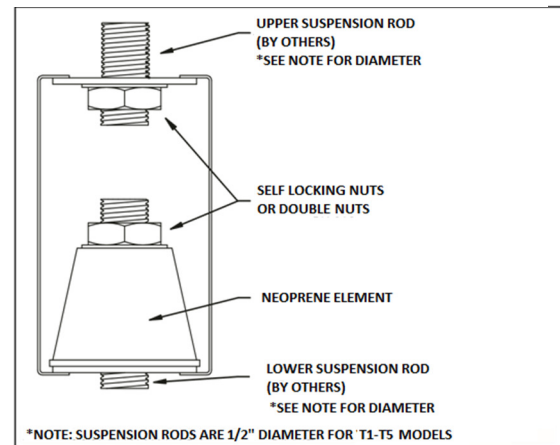 UPPER SUSPENSION ROD
(BY OTHERS)
*SEE NOTE FOR DIAMETER
SELF LOCKING NUTS
OR DOUBLE NUTS
NEOPRENE ELEMENT
LOWER SUSPENSION ROD
(BY OTHERS)
*SEE NOTE FOR DIAMETER
*NOTE: SUSPENSION RODS ARE 1/2" DIAMETER FOR T1-T5 MODELS